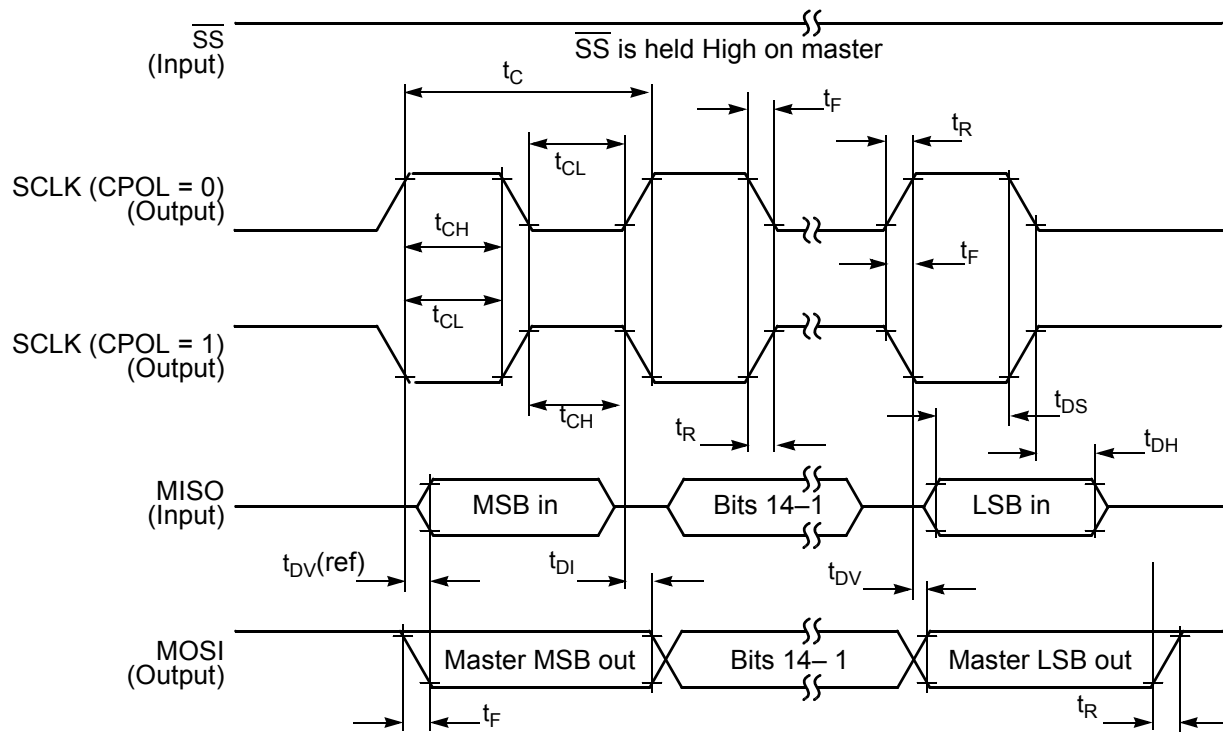 SS
(Input)
SS is held High on master
tC
tF
tR
tCL
SCLK (CPOL = 0)
(Output)
tCH
tF
tCL
SCLK (CPOL = 1)
(Output)
tCH
tR
tDS
tDH
MISO
(Input)
MSB in
Bits 14–1
LSB in
tDV(ref)
tDI
tDV
MOSI
(Output)
Master MSB out
Bits 14– 1
Master LSB out
tF
tR